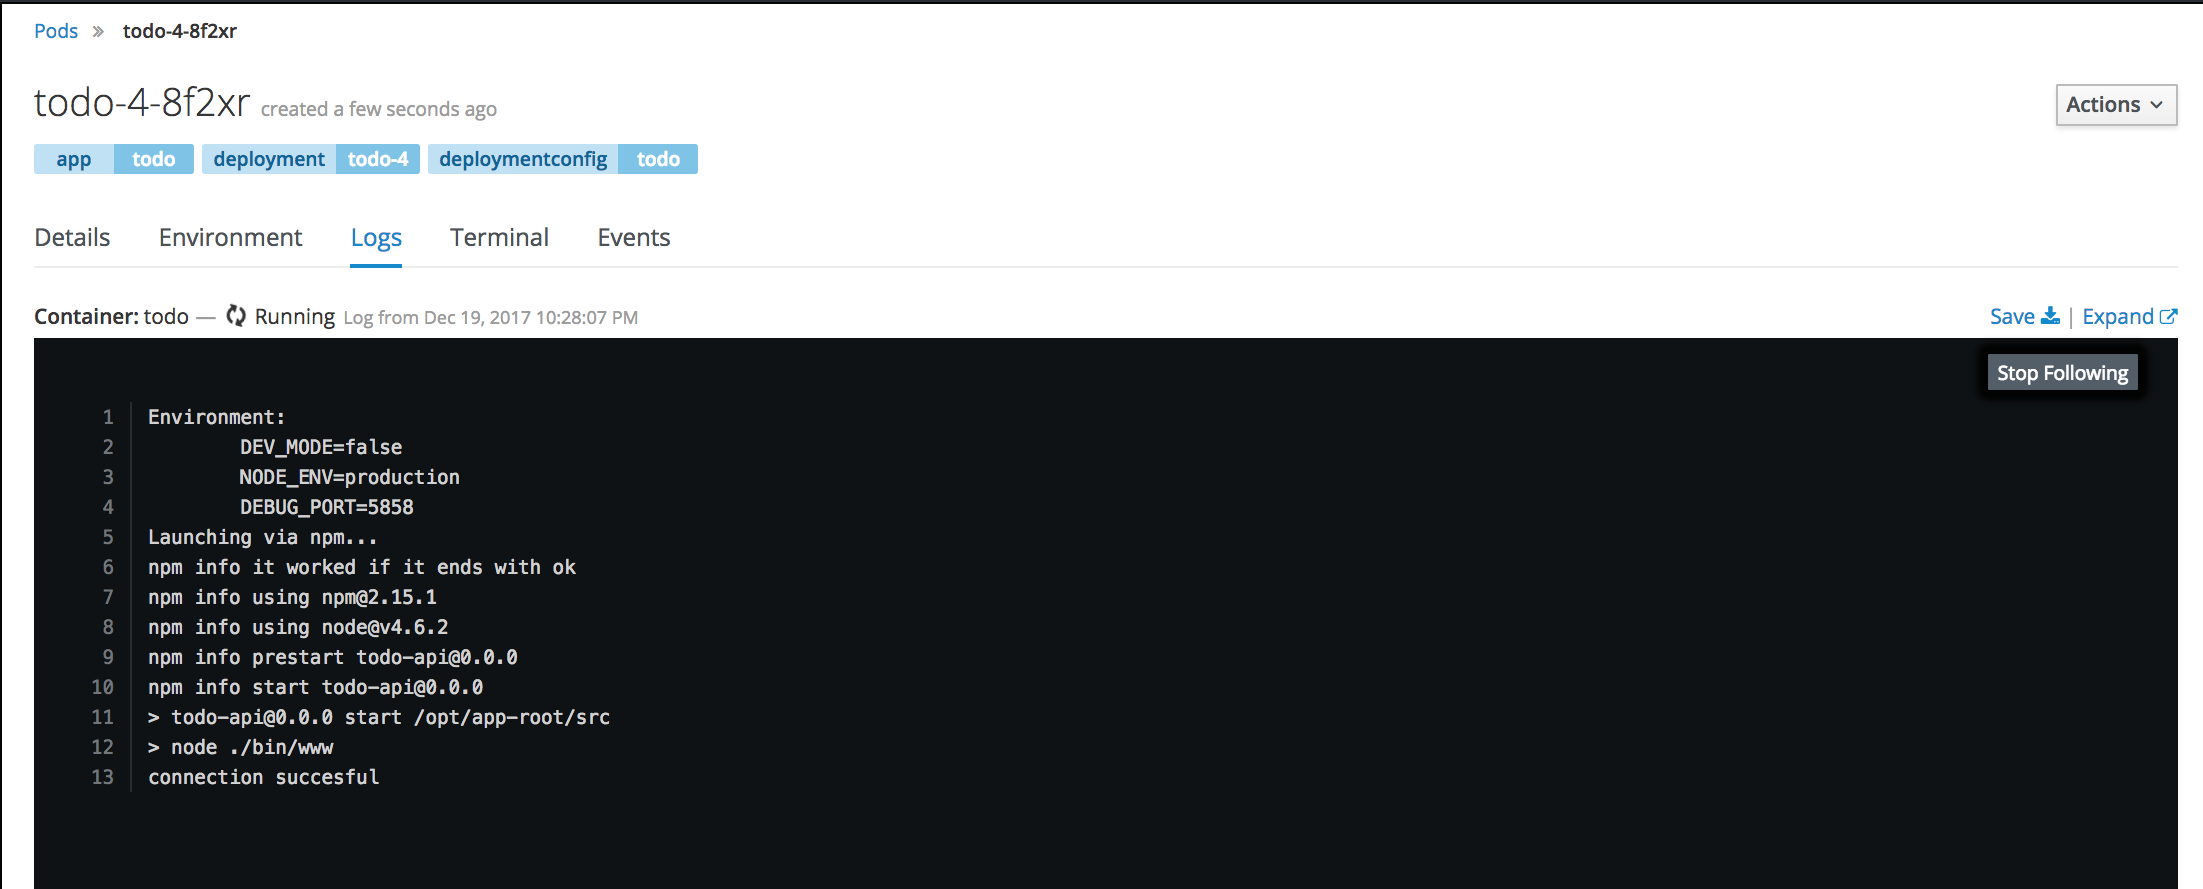 Pods » todo-4-8f2xr
todo-4-8f2xr created a few seconds ago
Actions
app todo deployment todo-4 deploymentconfig todo
Details Environment Logs Terminal Events
Container: todo — Running Log from Dec 19, 2017 10:28:07 PM
Save | Expand
Stop Following
1 Environment:
2 DEV_MODE=false
3 NODE_ENV=production
4 DEBUG_PORT=5858
5 Launching via npm...
6 npm info it worked if it ends with ok
7 npm info using npm@2.15.1
8 npm info using node@v4.6.2
9 npm info prestart todo-api@0.0.0
10 npm info start todo-api@0.0.0
11 > todo-api@0.0.0 start /opt/app-root/src
12 > node ./bin/www
13 connection succesful